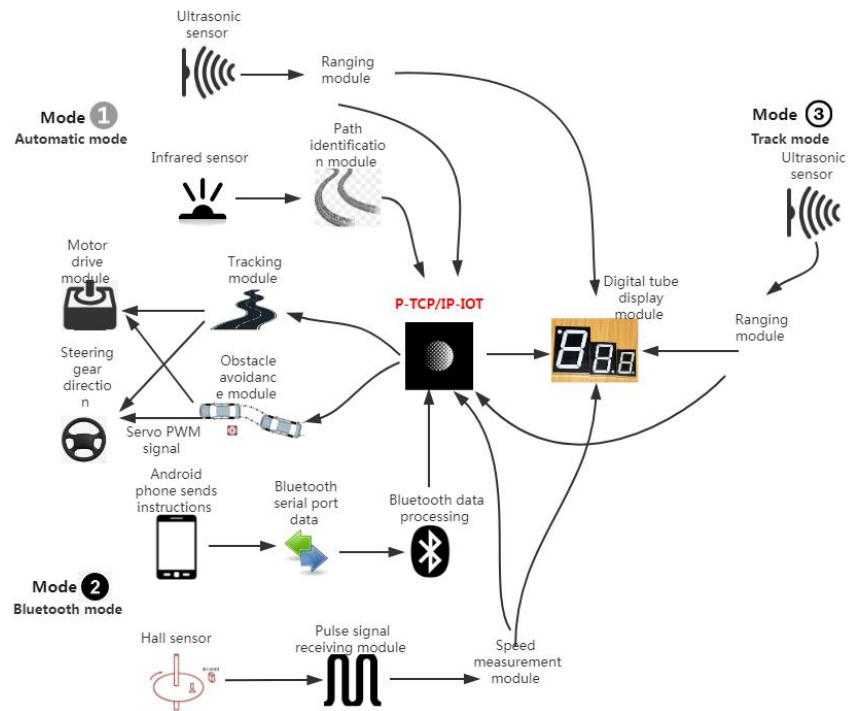 Ultrasonic
sensor
Ranging
module
Mode 1
Automatic mode
Mode 3
Track mode
Ultrasonic
sensor
Path
identificatio
n module
Infrared sensor
Motor
drive
module
Tracking
module
P-TCP/IP-IOT
Digital tube
display
module
Ranging
module
Steering
gear
directio
n
Obstacle
avoidanc
e module
Servo PWM
signal
Android
phone sends
instructions
Bluetooth
serial port
data
Bluetooth data
processing
Mode 2
Bluetooth mode
Hall sensor
Pulse signal
receiving module
Speed
measurement
module